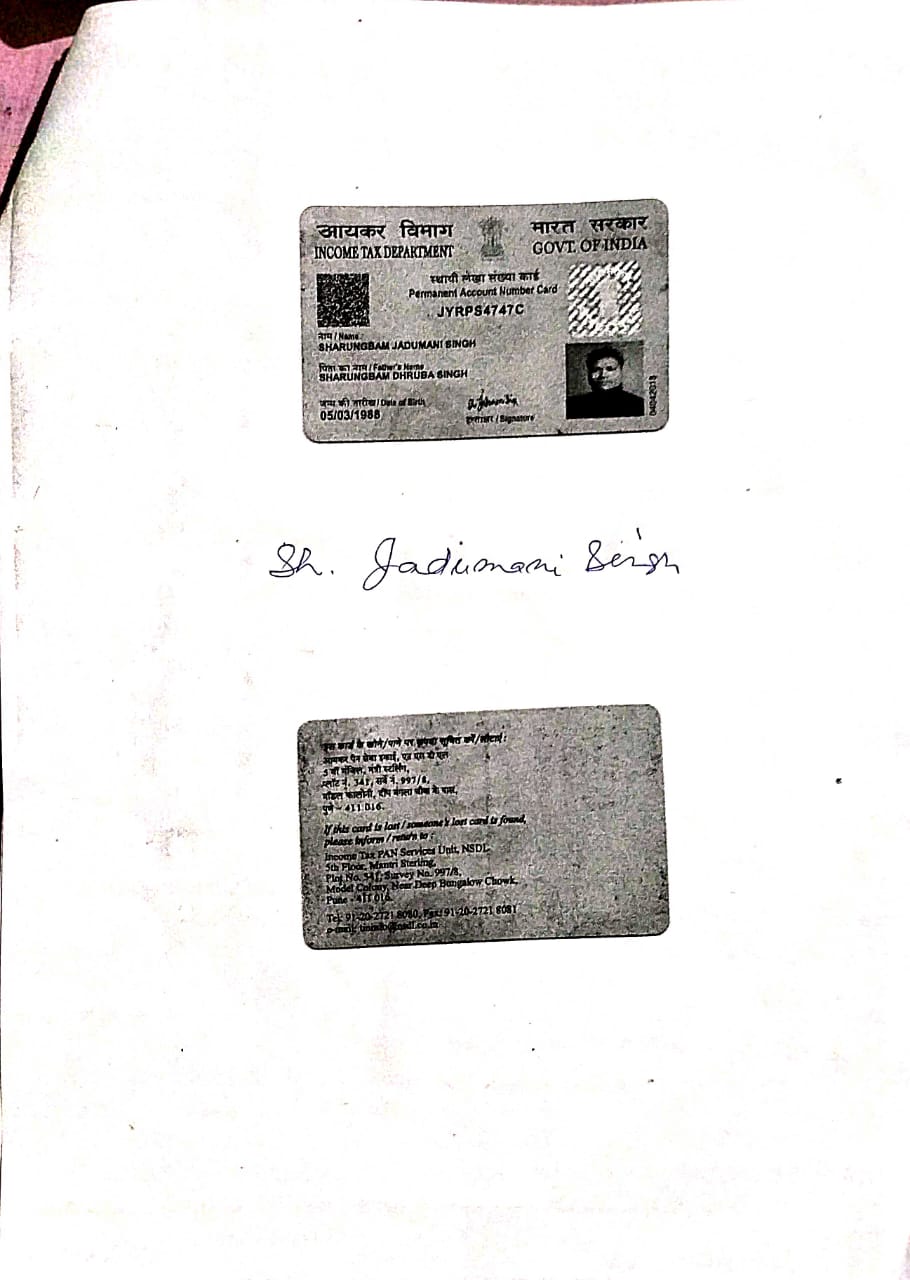 आयकर विभाग
INCOME TAX DEPARTMENT
भारत सरकार
GOVT. OF INDIA
स्थायी लेखा संख्या कार्ड
Permanent Account Number Card
JYRPS4747C
नाम / Name
SHARUNGBAM JADUMANI SINGH
पिता का नाम / Father's Name
SHARUNGBAM DHRUBA SINGH
जन्म की तारीख / Date of Birth
05/03/1988
हस्ताक्षर / Signature
04042018
Sh. Jadumani Singh
इस कार्ड के खोने/पाने पर कृपया सूचित करें/लौटाएं :
आयकर पैन सेवा इकाई, एन एस डी एल
5 वीं मंजिल, मंत्री स्टर्लिंग,
प्लॉट नं. 341, सर्वे नं. 997/8,
मॉडल कालोनी, दीप बंगला चौक के पास,
पुणे - 411 016.
If this card is lost / someone's lost card is found,
please inform / return to :
Income Tax PAN Services Unit, NSDL
5th Floor, Mantri Sterling,
Plot No. 341, Survey No. 997/8,
Model Colony, Near Deep Bungalow Chowk,
Pune - 411 016.
Tel: 91-20-2721 8080, Fax: 91-20-2721 8081
e-mail: tininfo@nsdl.co.in